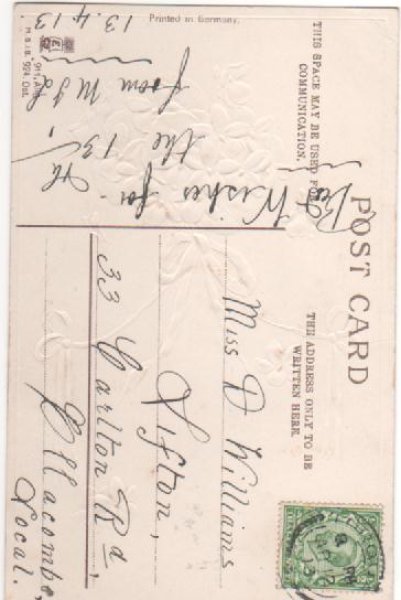 POST CARD
THIS SPACE MAY BE USED FOR
COMMUNICATION.
THE ADDRESS ONLY TO BE
WRITTEN HERE.
Best Wishes for
the 13th,
from M J L
13.4.13
Miss D Williams
Lifton,
33 Carlton Rd,
Ellacombe,
Local.
Printed in Germany.
M.S.i.B.